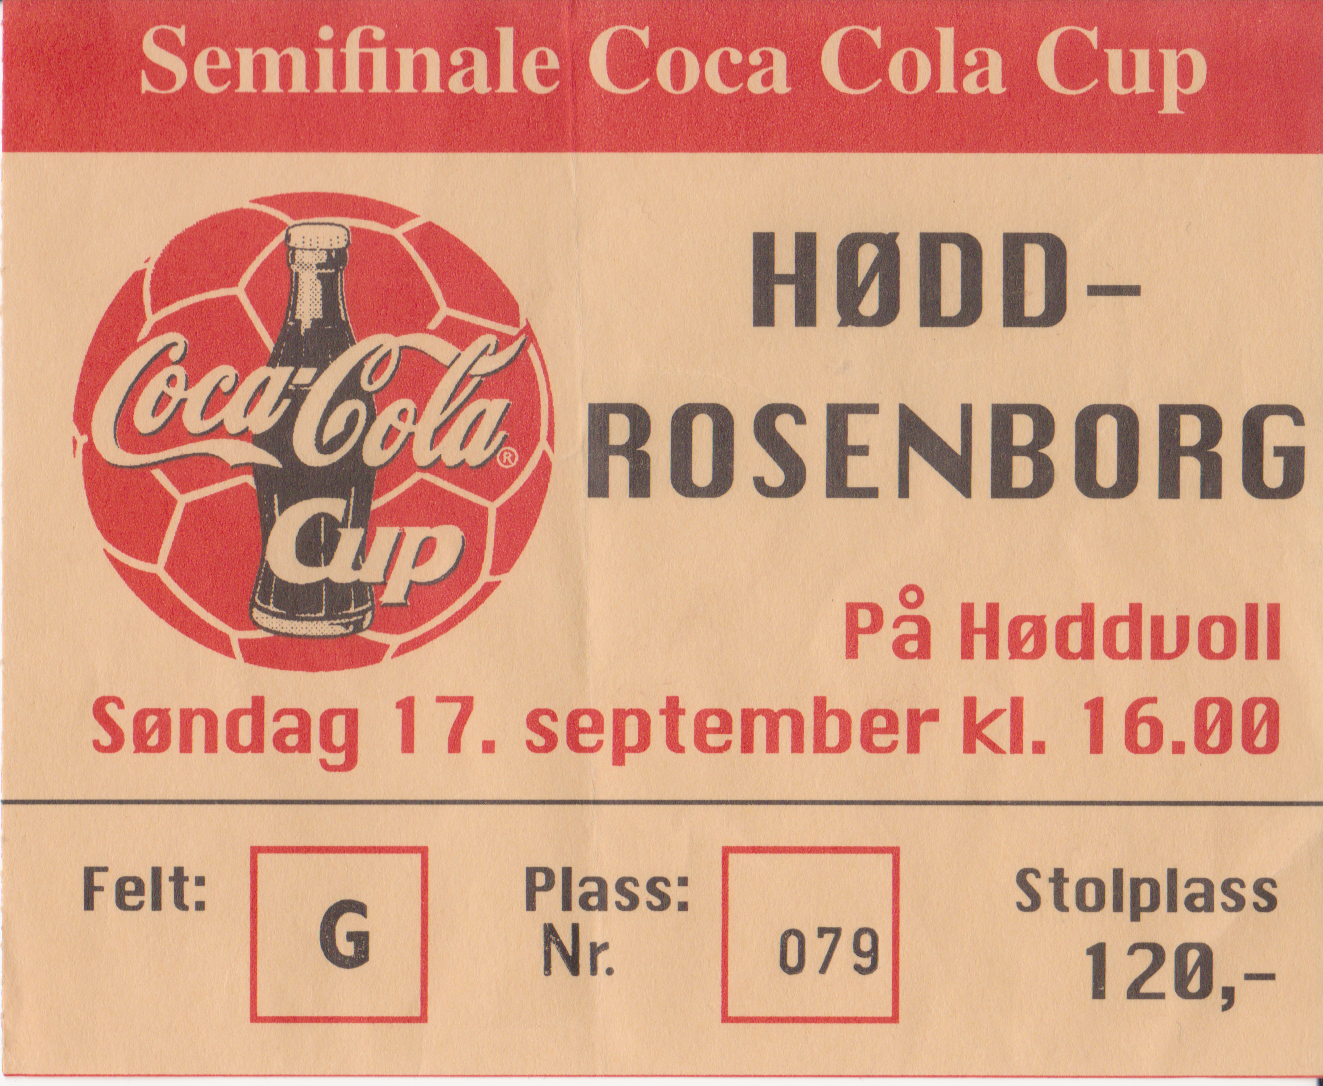 Semifinale Coca Cola Cup
HØDD-
ROSENBORG
Coca-Cola®
Cup
På Høddvoll
Søndag 17. september kl. 16.00
Felt: G
Plass: Nr. 079
Stolplass
120,-